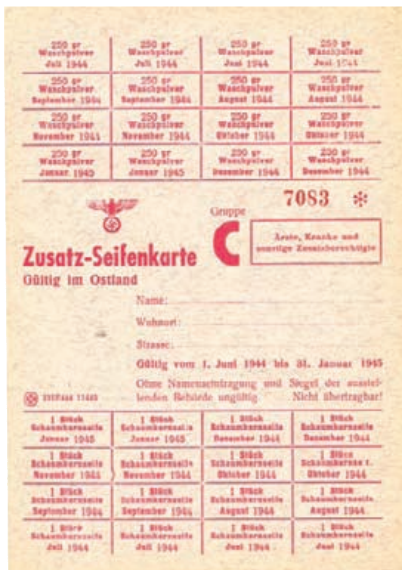 250 gr Waschpulver Juli 1944
250 gr Waschpulver Juli 1944
250 gr Waschpulver Juni 1944
250 gr Waschpulver Juni 1944
250 gr Waschpulver September 1944
250 gr Waschpulver September 1944
250 gr Waschpulver August 1944
250 gr Waschpulver August 1944
250 gr Waschpulver November 1944
250 gr Waschpulver November 1944
250 gr Waschpulver Oktober 1944
250 gr Waschpulver Oktober 1944
250 gr Waschpulver Januar 1945
250 gr Waschpulver Januar 1945
250 gr Waschpulver Dezember 1944
250 gr Waschpulver Dezember 1944
7083 *
Gruppe
C
Ärzte, Kranke und
sonstige Zusatzberechtigte
Zusatz-Seifenkarte
Gültig im Ostland
Name:
Wohnort:
Strasse:
Gültig vom 1. Juni 1944 bis 31. Januar 1945
Ohne Namenseintragung und Siegel der ausstel-
lenden Behörde ungültig. Nicht übertragbar!
1 Stück Schaumkernseife Januar 1945
1 Stück Schaumkernseife Januar 1945
1 Stück Schaumkernseife Dezember 1944
1 Stück Schaumkernseife Dezember 1944
1 Stück Schaumkernseife November 1944
1 Stück Schaumkernseife November 1944
1 Stück Schaumkernseife Oktober 1944
1 Stück Schaumkernseife Oktober 1944
1 Stück Schaumkernseife September 1944
1 Stück Schaumkernseife September 1944
1 Stück Schaumkernseife August 1944
1 Stück Schaumkernseife August 1944
1 Stück Schaumkernseife Juli 1944
1 Stück Schaumkernseife Juli 1944
1 Stück Schaumkernseife Juni 1944
1 Stück Schaumkernseife Juni 1944